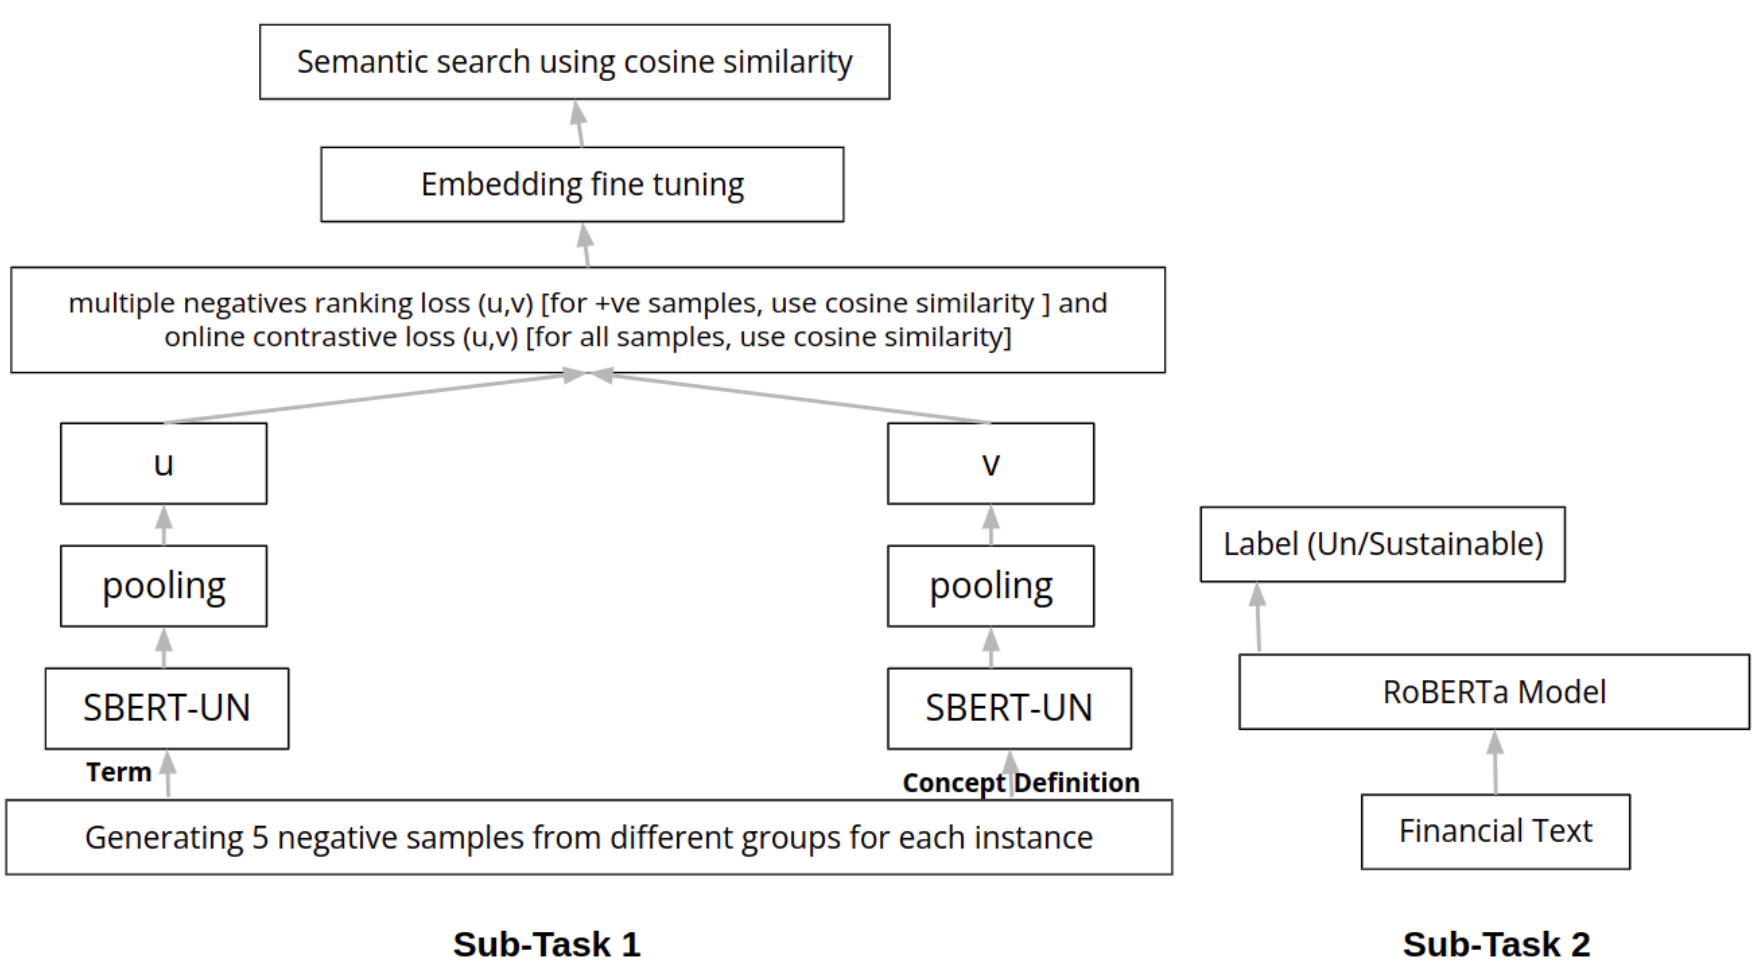 Semantic search using cosine similarity
Embedding fine tuning
multiple negatives ranking loss (u,v) [for +ve samples, use cosine similarity ] and
online contrastive loss (u,v) [for all samples, use cosine similarity]
u
v
pooling
pooling
SBERT-UN
SBERT-UN
Term
Concept Definition
Generating 5 negative samples from different groups for each instance
Sub-Task 1
Label (Un/Sustainable)
RoBERTa Model
Financial Text
Sub-Task 2